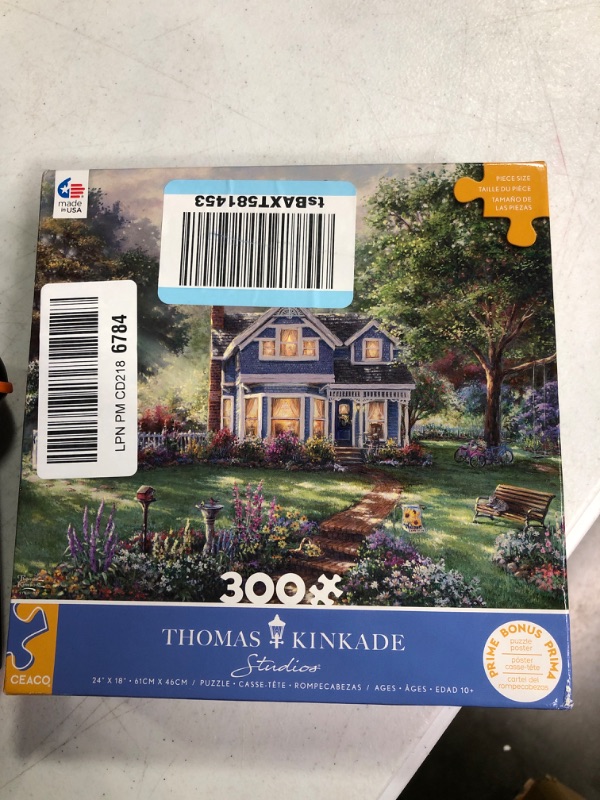 made
in USA
tsBAXT581453
PIECE SIZE
TAILLE DU PIÈCE
TAMAÑO DE
LAS PIEZAS
LPN PM CD218 6784
300
THOMAS KINKADE
Studios
CEACO
24" X 18" • 61CM X 46CM / PUZZLE • CASSE-TÊTE • ROMPECABEZAS / AGES • ÂGES • EDAD 10+
PRIME BONUS PRIMA
puzzle
poster
póster
casse-tête
cartel del
rompecabezas